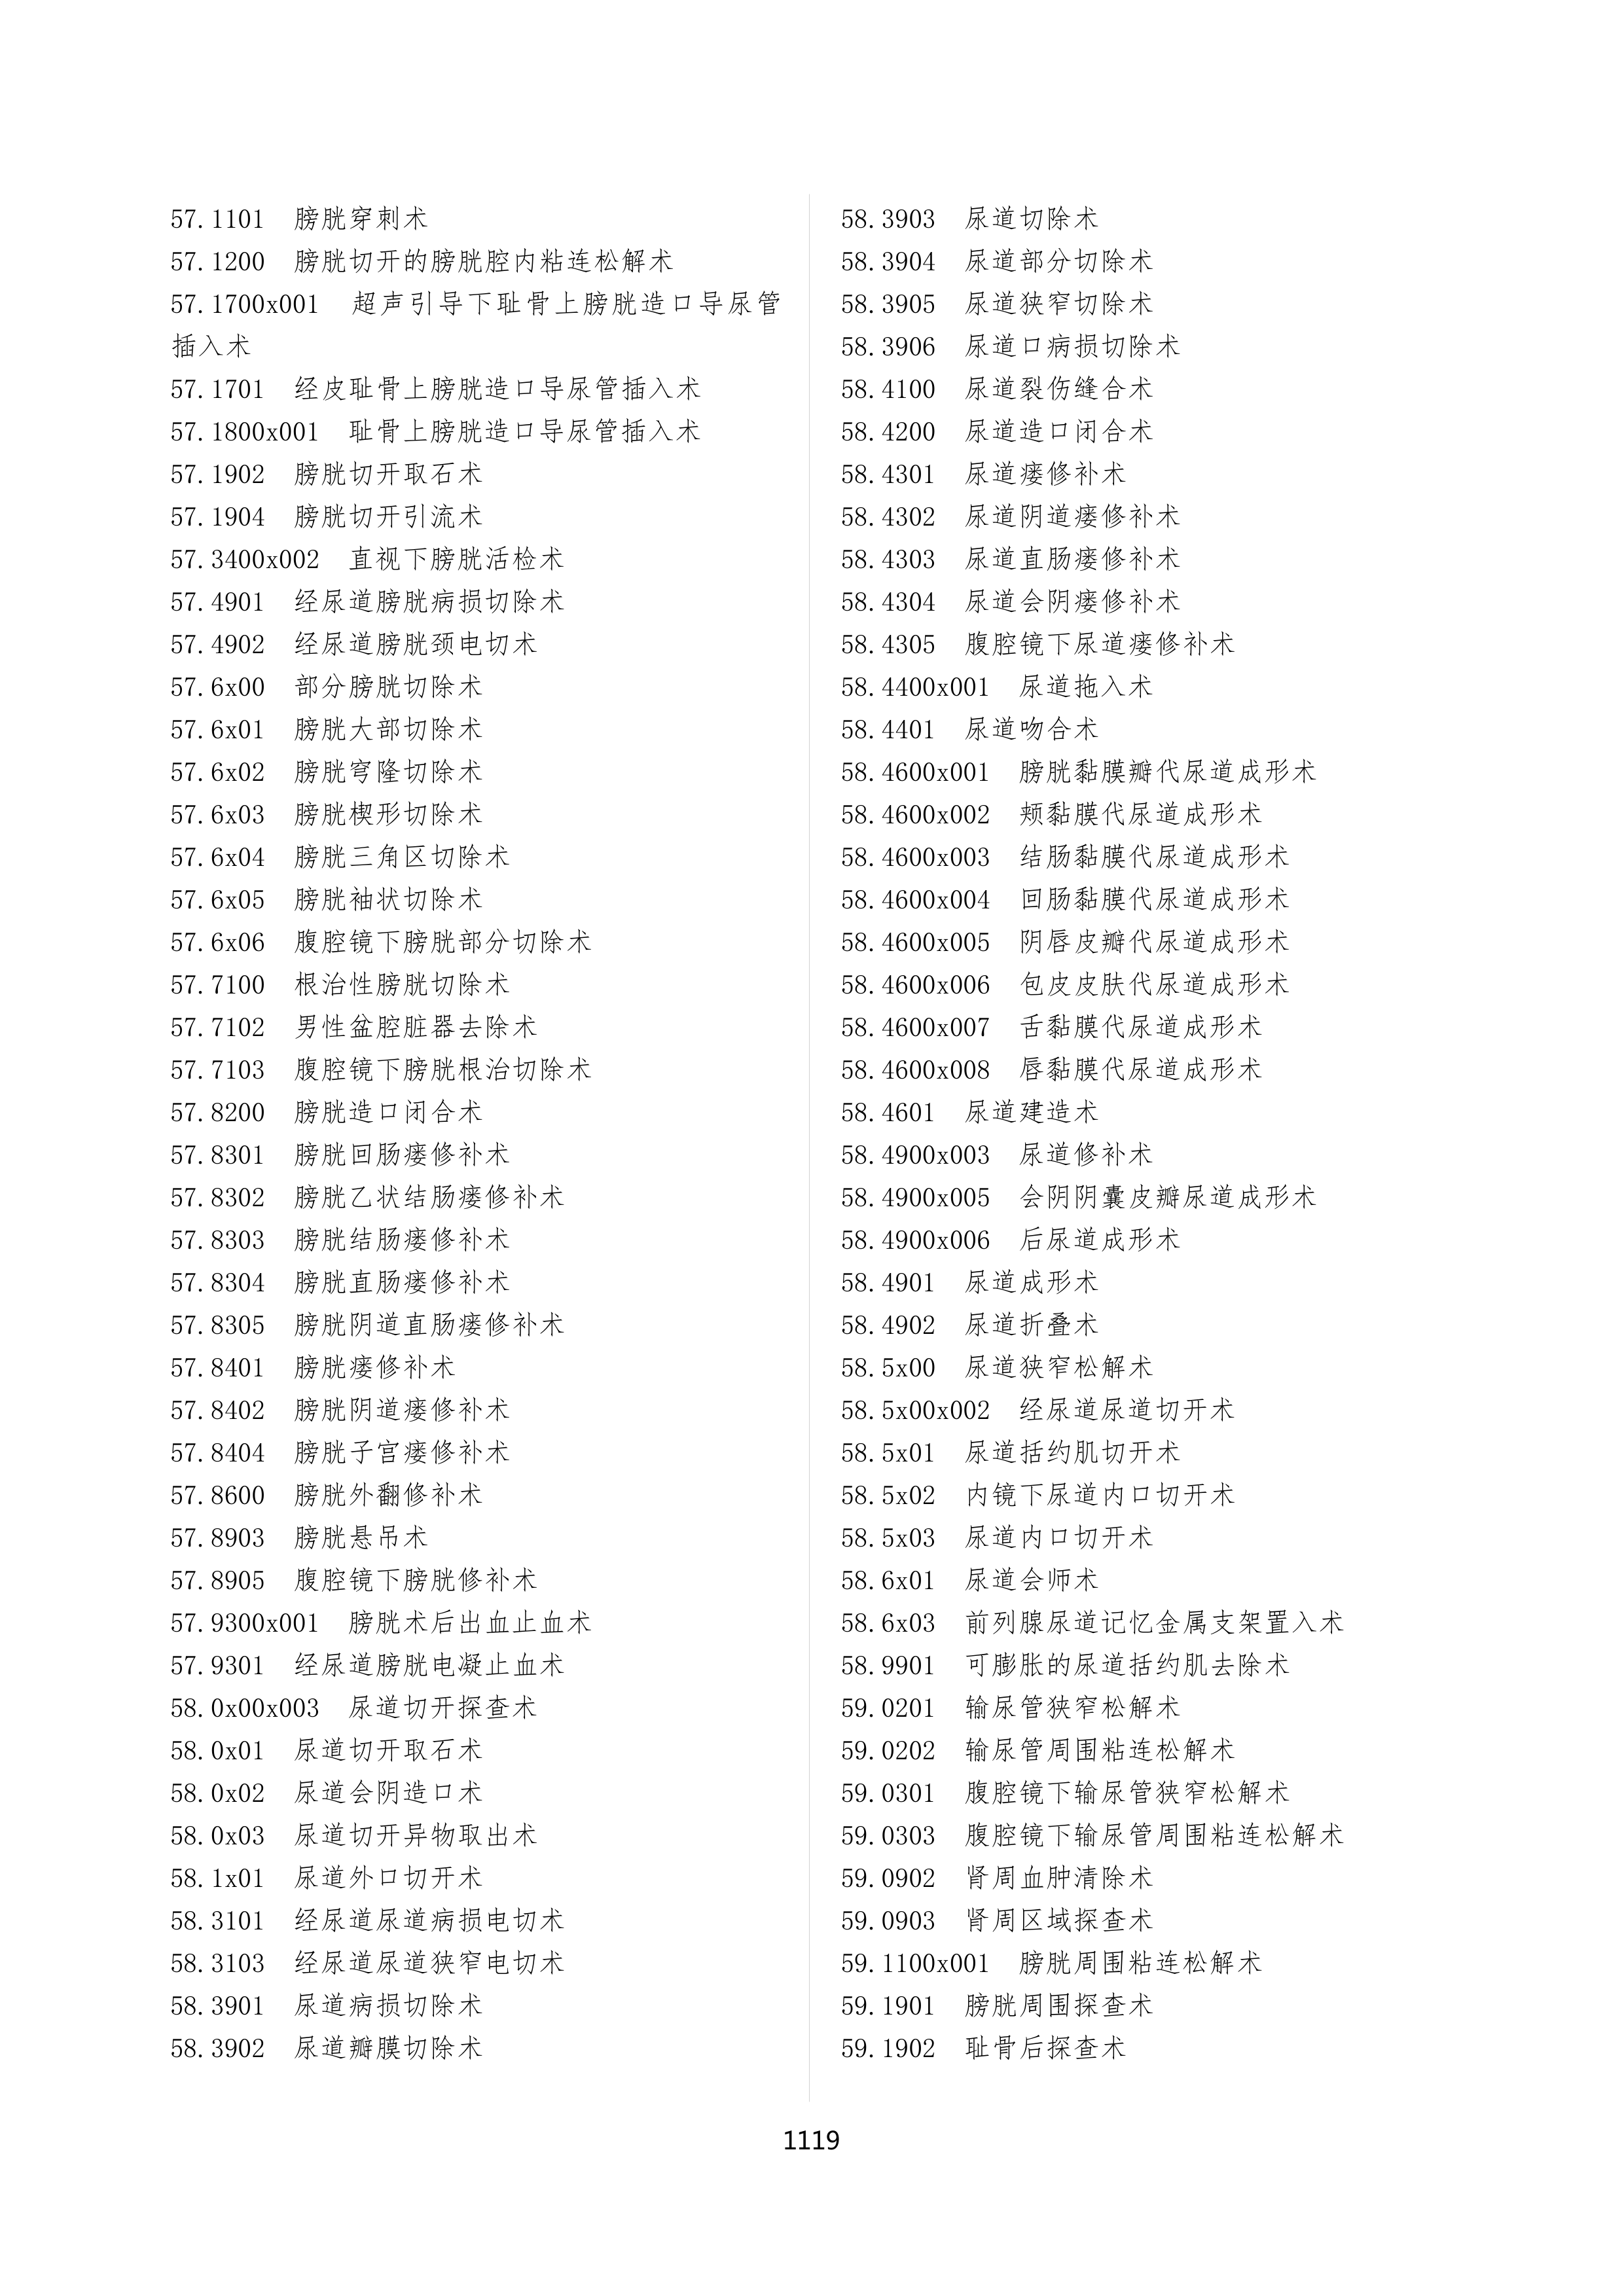 57.1101 膀胱穿刺术
57.1200 膀胱切开的膀胱腔内粘连松解术
57.1700x001 超声引导下耻骨上膀胱造口导尿管
插入术
57.1701 经皮耻骨上膀胱造口导尿管插入术
57.1800x001 耻骨上膀胱造口导尿管插入术
57.1902 膀胱切开取石术
57.1904 膀胱切开引流术
57.3400x002 直视下膀胱活检术
57.4901 经尿道膀胱病损切除术
57.4902 经尿道膀胱颈电切术
57.6x00 部分膀胱切除术
57.6x01 膀胱大部切除术
57.6x02 膀胱穹隆切除术
57.6x03 膀胱楔形切除术
57.6x04 膀胱三角区切除术
57.6x05 膀胱袖状切除术
57.6x06 腹腔镜下膀胱部分切除术
57.7100 根治性膀胱切除术
57.7102 男性盆腔脏器去除术
57.7103 腹腔镜下膀胱根治切除术
57.8200 膀胱造口闭合术
57.8301 膀胱回肠瘘修补术
57.8302 膀胱乙状结肠瘘修补术
57.8303 膀胱结肠瘘修补术
57.8304 膀胱直肠瘘修补术
57.8305 膀胱阴道直肠瘘修补术
57.8401 膀胱瘘修补术
57.8402 膀胱阴道瘘修补术
57.8404 膀胱子宫瘘修补术
57.8600 膀胱外翻修补术
57.8903 膀胱悬吊术
57.8905 腹腔镜下膀胱修补术
57.9300x001 膀胱术后出血止血术
57.9301 经尿道膀胱电凝止血术
58.0x00x003 尿道切开探查术
58.0x01 尿道切开取石术
58.0x02 尿道会阴造口术
58.0x03 尿道切开异物取出术
58.1x01 尿道外口切开术
58.3101 经尿道尿道病损电切术
58.3103 经尿道尿道狭窄电切术
58.3901 尿道病损切除术
58.3902 尿道瓣膜切除术
58.3903 尿道切除术
58.3904 尿道部分切除术
58.3905 尿道狭窄切除术
58.3906 尿道口病损切除术
58.4100 尿道裂伤缝合术
58.4200 尿道造口闭合术
58.4301 尿道瘘修补术
58.4302 尿道阴道瘘修补术
58.4303 尿道直肠瘘修补术
58.4304 尿道会阴瘘修补术
58.4305 腹腔镜下尿道瘘修补术
58.4400x001 尿道拖入术
58.4401 尿道吻合术
58.4600x001 膀胱黏膜瓣代尿道成形术
58.4600x002 颊黏膜代尿道成形术
58.4600x003 结肠黏膜代尿道成形术
58.4600x004 回肠黏膜代尿道成形术
58.4600x005 阴唇皮瓣代尿道成形术
58.4600x006 包皮皮肤代尿道成形术
58.4600x007 舌黏膜代尿道成形术
58.4600x008 唇黏膜代尿道成形术
58.4601 尿道建造术
58.4900x003 尿道修补术
58.4900x005 会阴阴囊皮瓣尿道成形术
58.4900x006 后尿道成形术
58.4901 尿道成形术
58.4902 尿道折叠术
58.5x00 尿道狭窄松解术
58.5x00x002 经尿道尿道切开术
58.5x01 尿道括约肌切开术
58.5x02 内镜下尿道内口切开术
58.5x03 尿道内口切开术
58.6x01 尿道会师术
58.6x03 前列腺尿道记忆金属支架置入术
58.9901 可膨胀的尿道括约肌去除术
59.0201 输尿管狭窄松解术
59.0202 输尿管周围粘连松解术
59.0301 腹腔镜下输尿管狭窄松解术
59.0303 腹腔镜下输尿管周围粘连松解术
59.0902 肾周血肿清除术
59.0903 肾周区域探查术
59.1100x001 膀胱周围粘连松解术
59.1901 膀胱周围探查术
59.1902 耻骨后探查术
1119